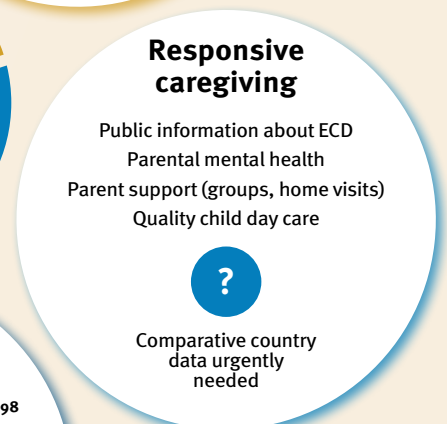 Responsive
caregiving
Public information about ECD
Parental mental health
Parent support (groups, home visits)
Quality child day care
?
Comparative country
data urgently
needed
98